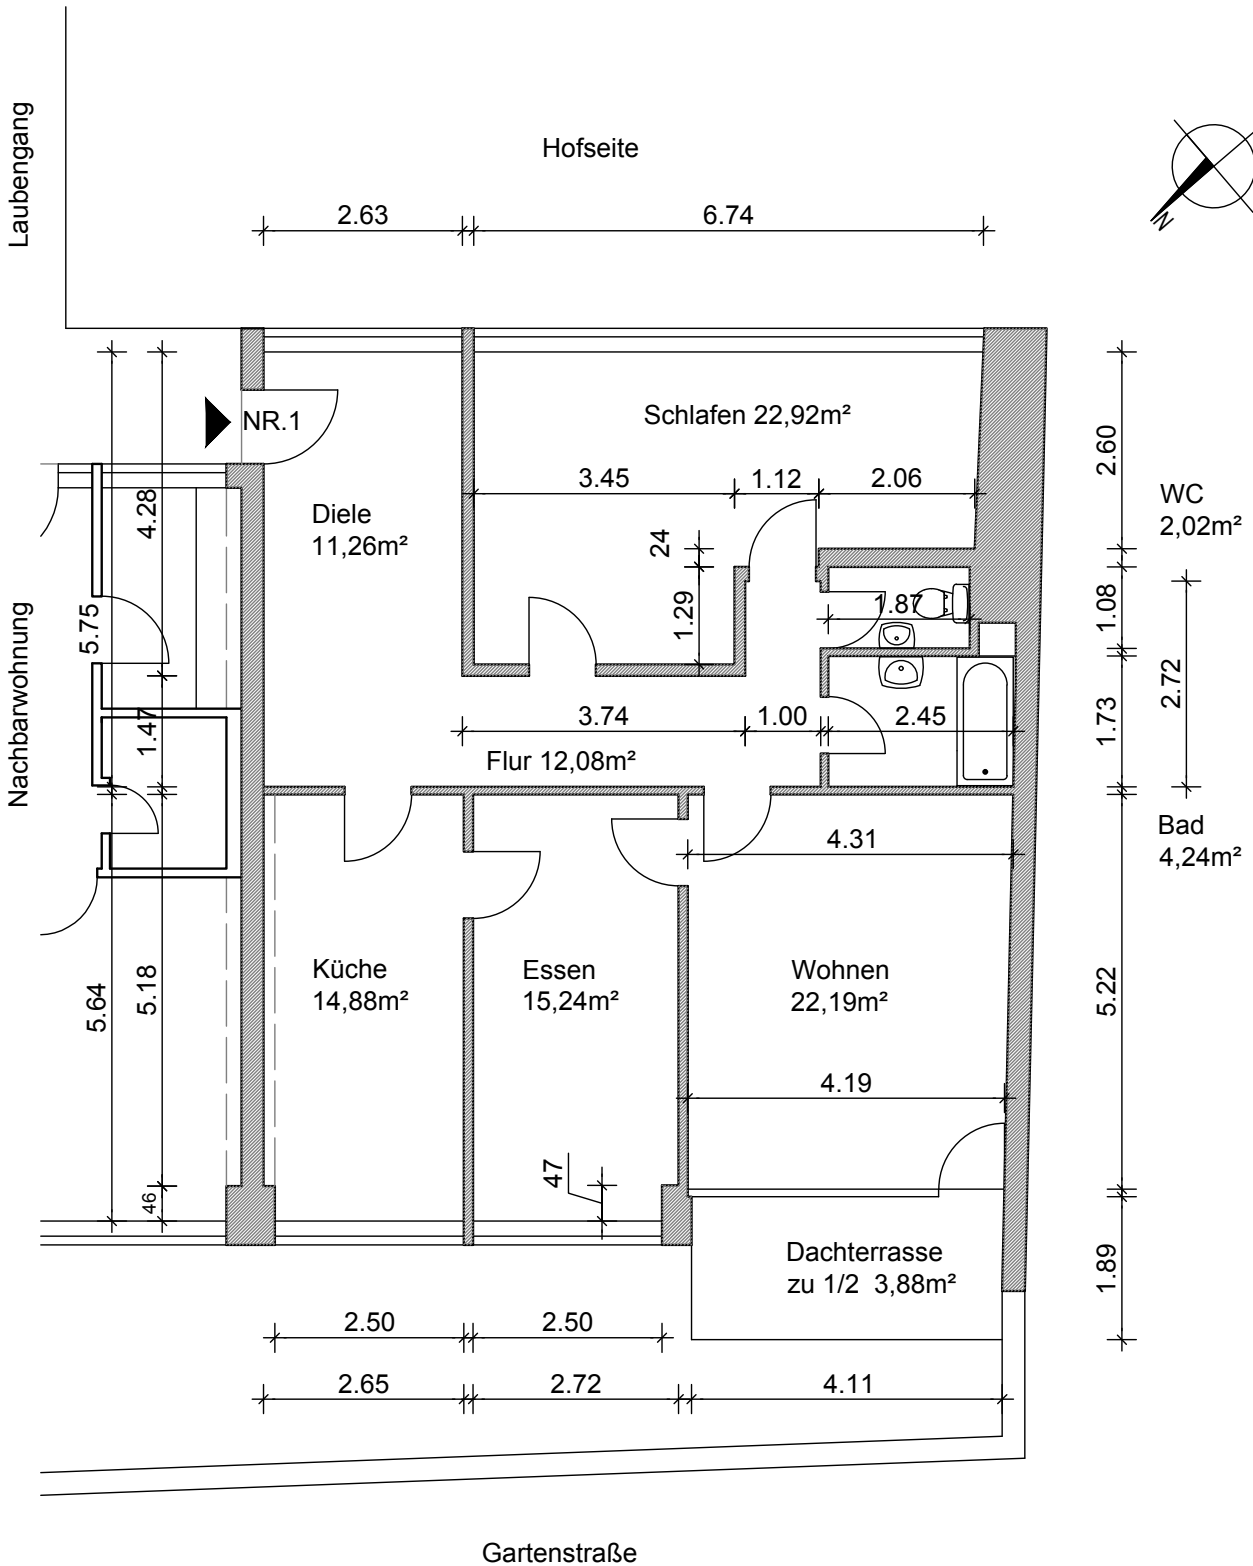 Laubengang
Hofseite
N
2.63
6.74
NR.1
Schlafen 22,92m²
2.60
3.45
1.12
2.06
WC
2,02m²
4.28
Diele
11,26m²
24
1.08
1.29
1.87
5.75
Nachbarwohnung
2.72
1.47
3.74
1.00
2.45
1.73
Flur 12,08m²
Bad
4,24m²
4.31
Küche
14,88m²
Essen
15,24m²
Wohnen
22,19m²
5.64
5.18
5.22
4.19
47
46
Dachterrasse
zu 1/2 3,88m²
1.89
2.50
2.50
2.65
2.72
4.11
Gartenstraße